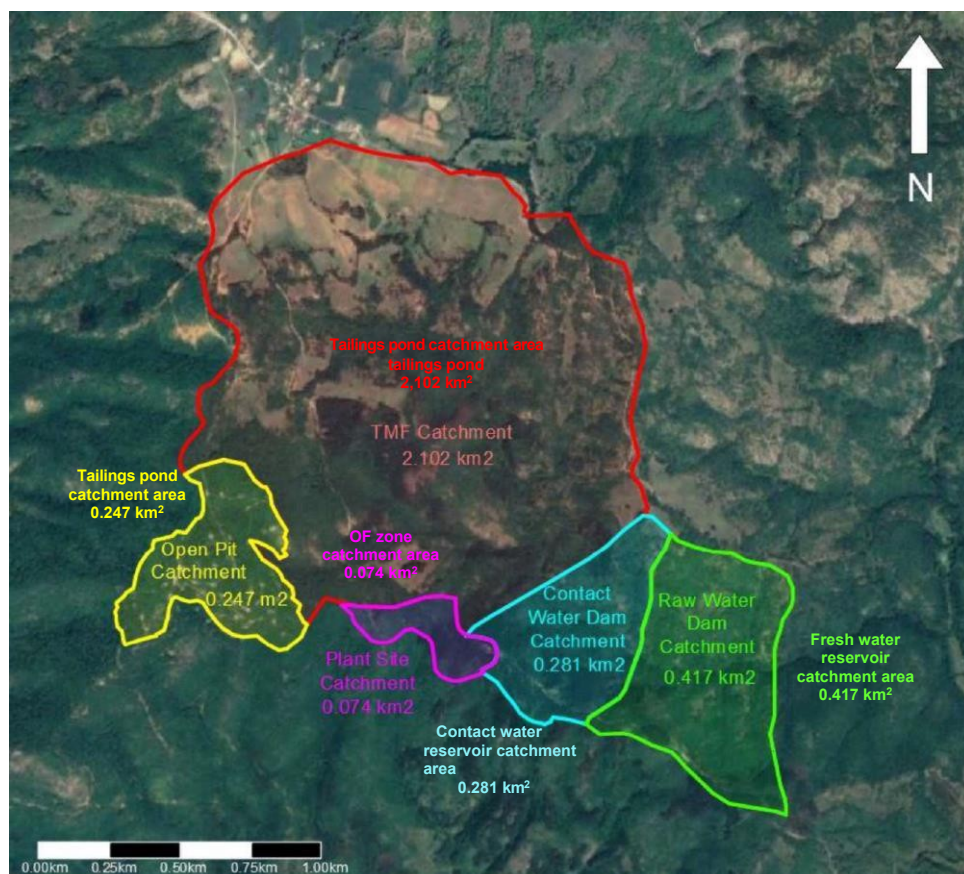 N
Tailings pond catchment area
tailings pond
2.102 km²
TMF Catchment
2.102 km2
Tailings pond
catchment area
0.247 km²
Open Pit
Catchment
0.247 m2
OF zone
catchment area
0.074 km²
Plant Site
Catchment
0.074 km2
Contact
Water Dam
Catchment
0.281 km2
Raw Water
Dam
Catchment
0.417 km2
Fresh water
reservoir
catchment area
0.417 km²
Contact water
reservoir catchment
area
0.281 km²
0.00km 0.25km 0.50km 0.75km 1.00km